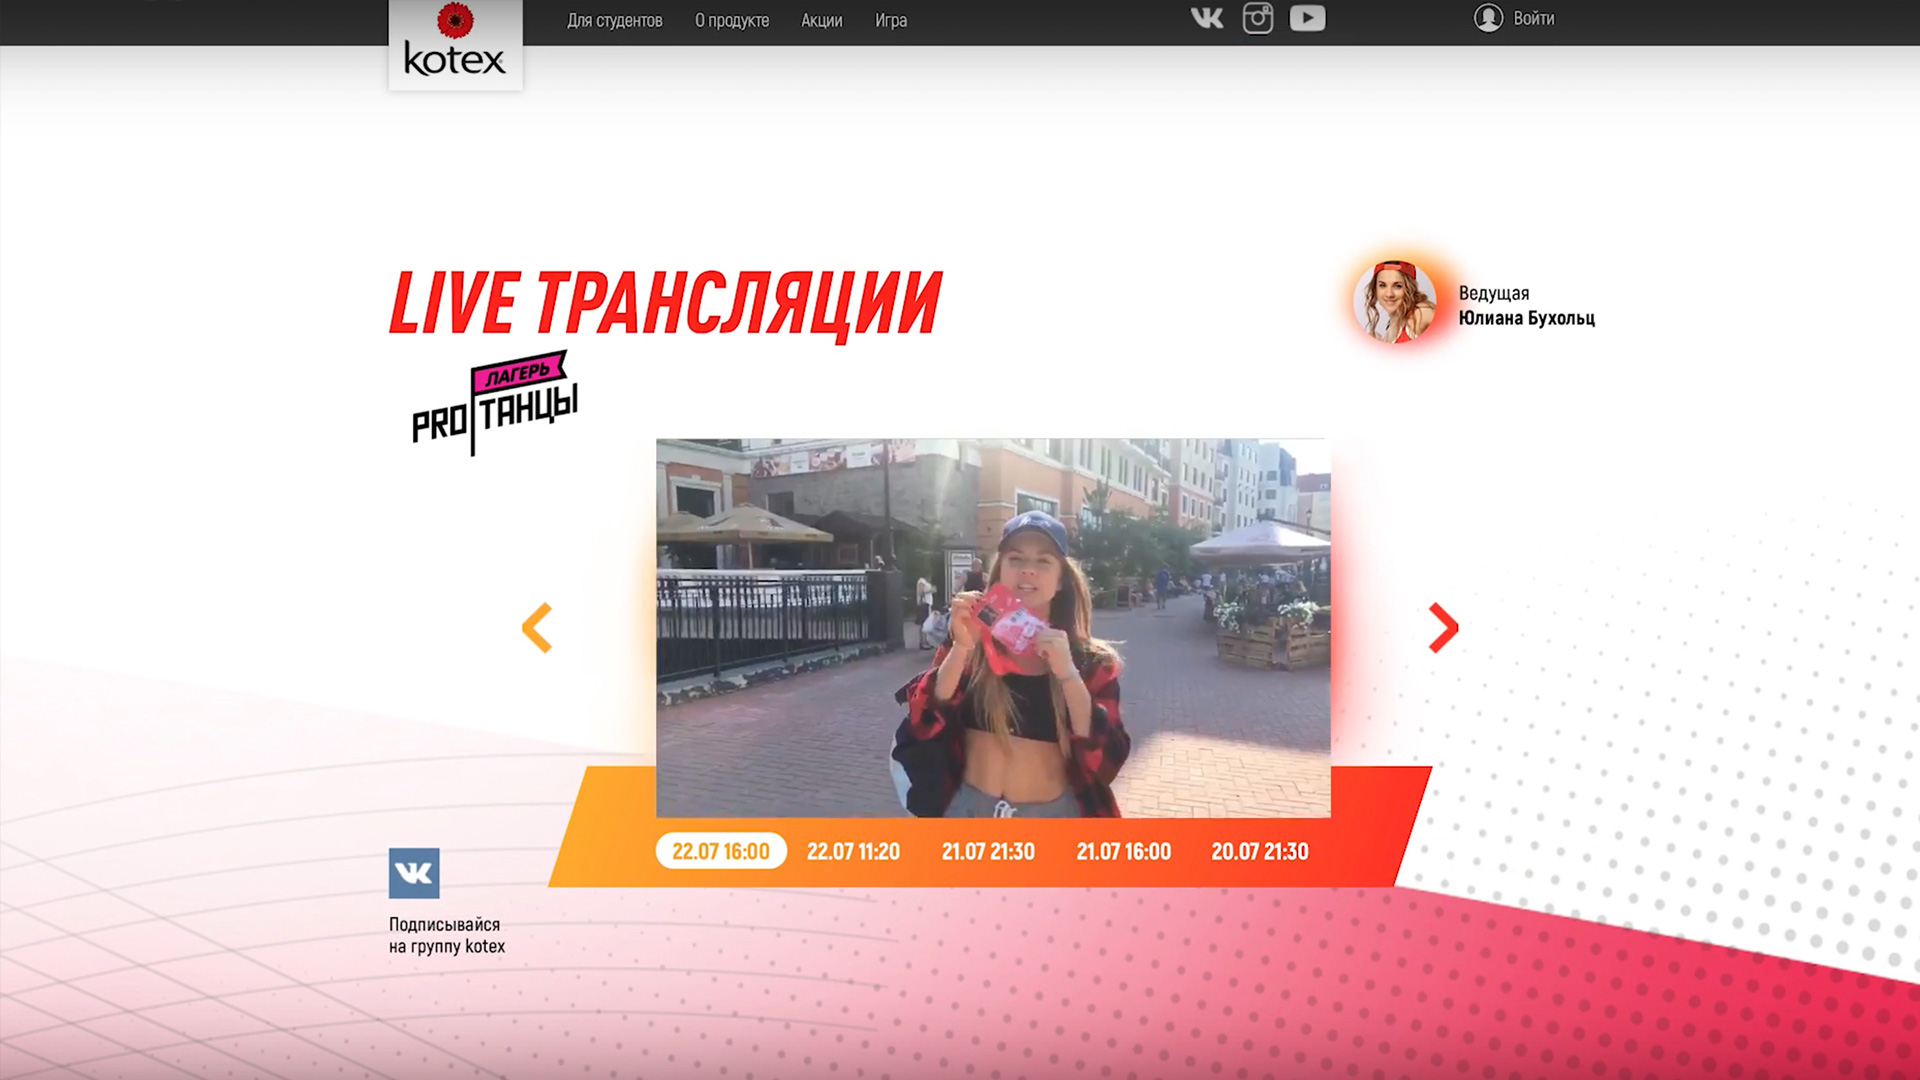 kotex
Для студентов
О продукте
Акции
Игра
Войти
LIVE ТРАНСЛЯЦИИ
ЛАГЕРЬ
PRO ТАНЦЫ
Ведущая
Юлиана Бухольц
22.07 16:00
22.07 11:20
21.07 21:30
21.07 16:00
20.07 21:30
Подписывайся
на группу kotex